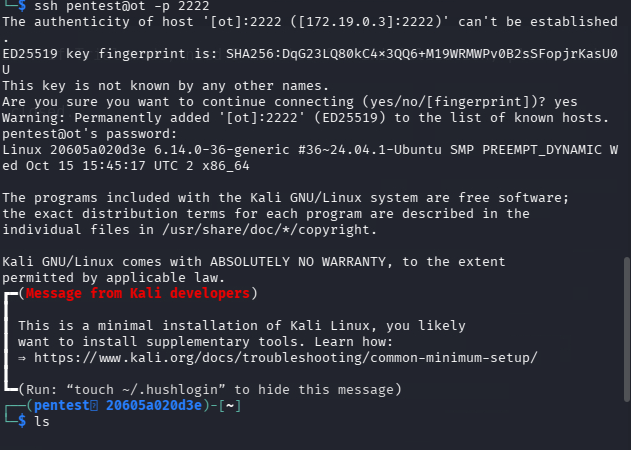 └─$ ssh pentest@ot -p 2222
The authenticity of host '[ot]:2222 ([172.19.0.3]:2222)' can't be established
.
ED25519 key fingerprint is: SHA256:DqG23LQ80kC4×3QQ6+M19WRMWPv0B2sSFopjrKasU0
U
This key is not known by any other names.
Are you sure you want to continue connecting (yes/no/[fingerprint])? yes
Warning: Permanently added '[ot]:2222' (ED25519) to the list of known hosts.
pentest@ot's password:
Linux 20605a020d3e 6.14.0-36-generic #36~24.04.1-Ubuntu SMP PREEMPT_DYNAMIC W
ed Oct 15 15:45:17 UTC 2 x86_64
The programs included with the Kali GNU/Linux system are free software;
the exact distribution terms for each program are described in the
individual files in /usr/share/doc/*/copyright.
Kali GNU/Linux comes with ABSOLUTELY NO WARRANTY, to the extent
permitted by applicable law.
┏━(Message from Kali developers)
┃
┃ This is a minimal installation of Kali Linux, you likely
┃ want to install supplementary tools. Learn how:
┃ ⇒ https://www.kali.org/docs/troubleshooting/common-minimum-setup/
┃
┗━(Run: “touch ~/.hushlogin” to hide this message)
┌──(pentest 20605a020d3e)-[~]
└─$ ls